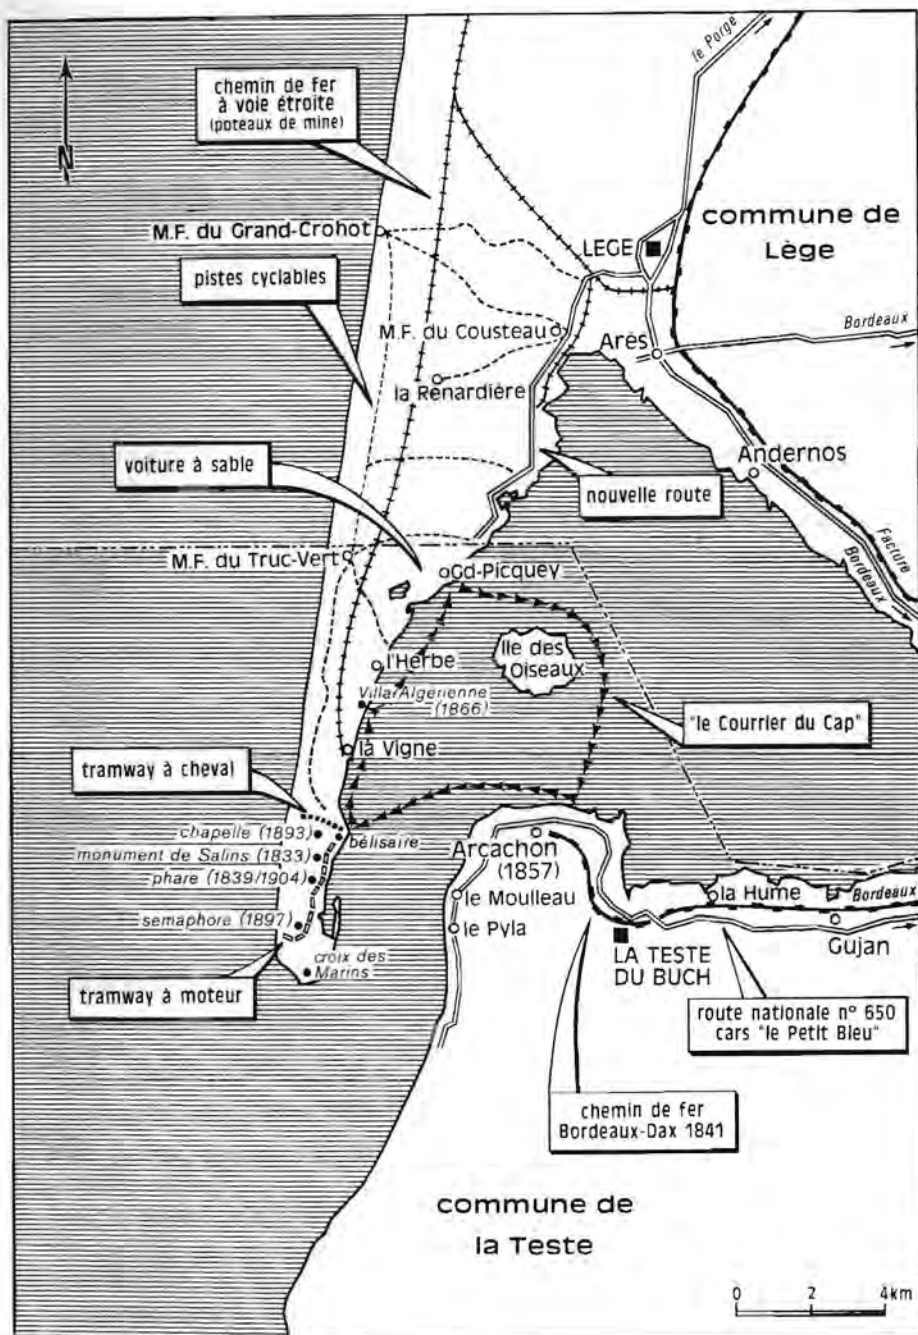 le Porge
chemin de fer
à voie étroite
(poteaux de mine)
N
commune de
Lège
M.F. du Grand-Crohot
LEGE
pistes cyclables
Bordeaux
M.F. du Cousteau
Arès
la Renardière
Andernos
voiture à sable
nouvelle route
Facture
Bordeaux
M.F. du Truc-Vert
Gd-Picquey
Ile des
Oiseaux
l'Herbe
Villa Algérienne
(1866)
"le Courrier du Cap"
la Vigne
tramway à cheval
chapelle (1893)
bélisaire
monument de Salins (1833)
phare (1839/1904)
semaphore (1897)
croix des
Marins
tramway à moteur
Arcachon
(1857)
le Moulleau
le Pyla
la Hume
Bordeaux
Gujan
LA TESTE
DU BUCH
route nationale n° 650
cars "le Petit Bleu"
chemin de fer
Bordeaux-Dax 1841
commune de
la Teste
0 2 4km